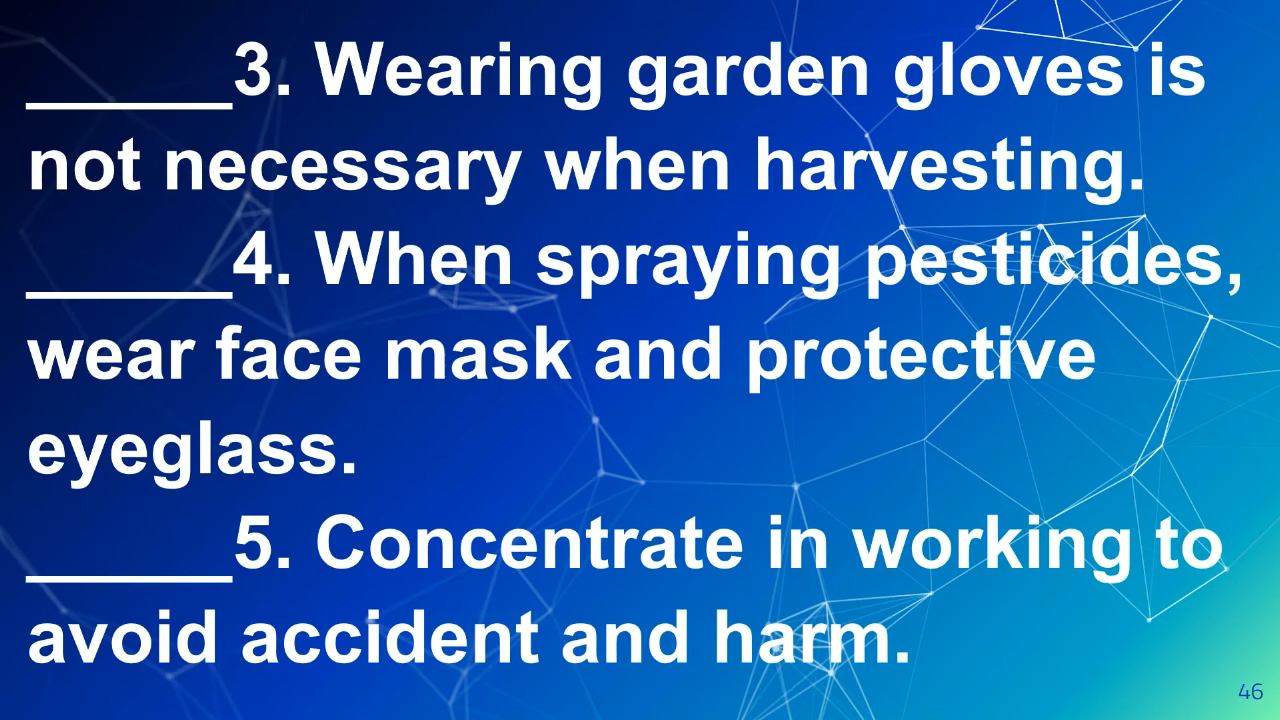 _____3. Wearing garden gloves is
not necessary when harvesting.
_____4. When spraying pesticides,
wear face mask and protective
eyeglass.
_____5. Concentrate in working to
avoid accident and harm.
46